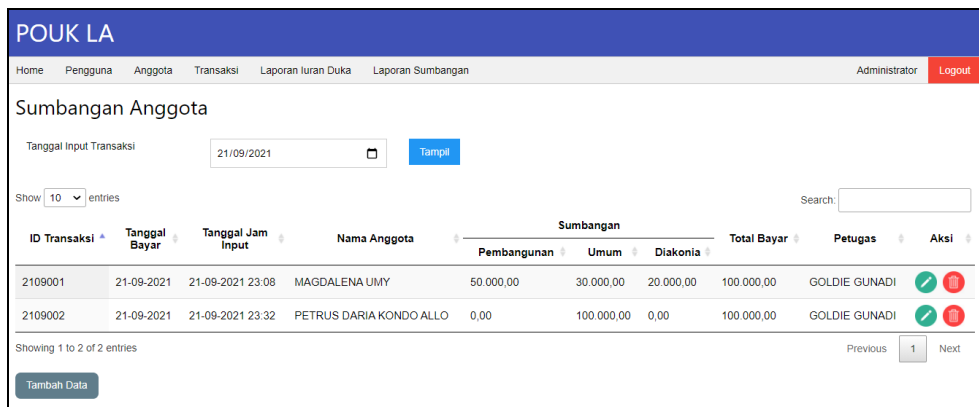 POUK LA
Home Pengguna Anggota Transaksi Laporan Iuran Duka Laporan Sumbangan Administrator Logout
Sumbangan Anggota
Tanggal Input Transaksi 21/09/2021 Tampil
Show 10 entries Search:
ID Transaksi Tanggal Bayar Tanggal Jam Input Nama Anggota Sumbangan Total Bayar Petugas Aksi
Pembangunan Umum Diakonia
2109001 21-09-2021 21-09-2021 23:08 MAGDALENA UMY 50.000,00 30.000,00 20.000,00 100.000,00 GOLDIE GUNADI
2109002 21-09-2021 21-09-2021 23:32 PETRUS DARIA KONDO ALLO 0,00 100.000,00 0,00 100.000,00 GOLDIE GUNADI
Showing 1 to 2 of 2 entries Previous 1 Next
Tambah Data